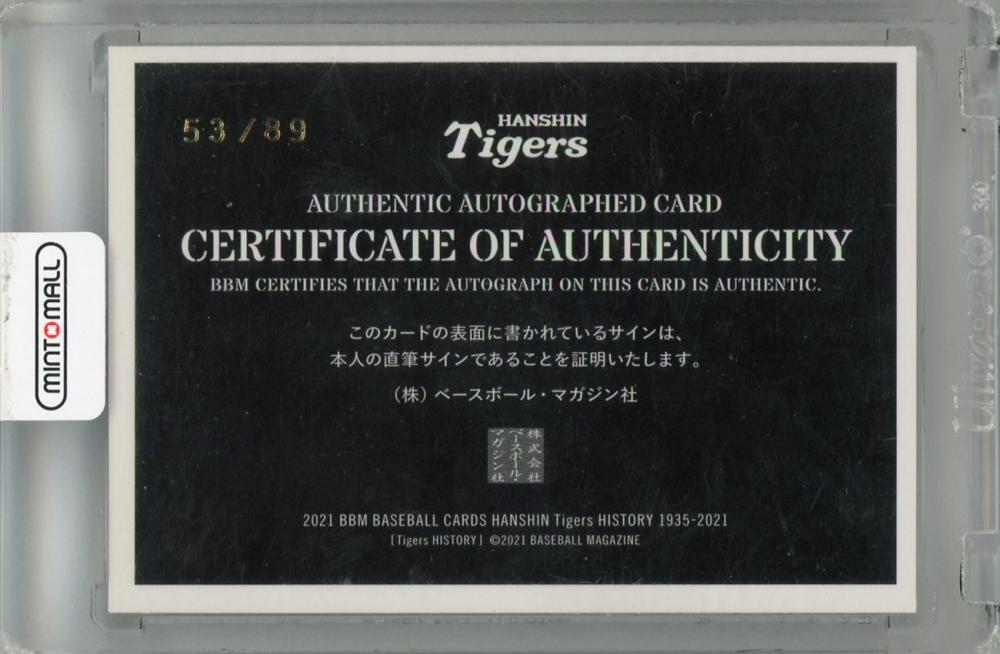 53/89
HANSHIN
Tigers
AUTHENTIC AUTOGRAPHED CARD
CERTIFICATE OF AUTHENTICITY
BBM CERTIFIES THAT THE AUTOGRAPH ON THIS CARD IS AUTHENTIC.
このカードの表面に書かれているサインは、
本人の直筆サインであることを証明いたします。
(株)ベースボール・マガジン社
株式会社
ベースボール・
マガジン社
2021 BBM BASEBALL CARDS HANSHIN Tigers HISTORY 1935-2021
[Tigers HISTORY] ©2021 BASEBALL MAGAZINE
MINTOMALL